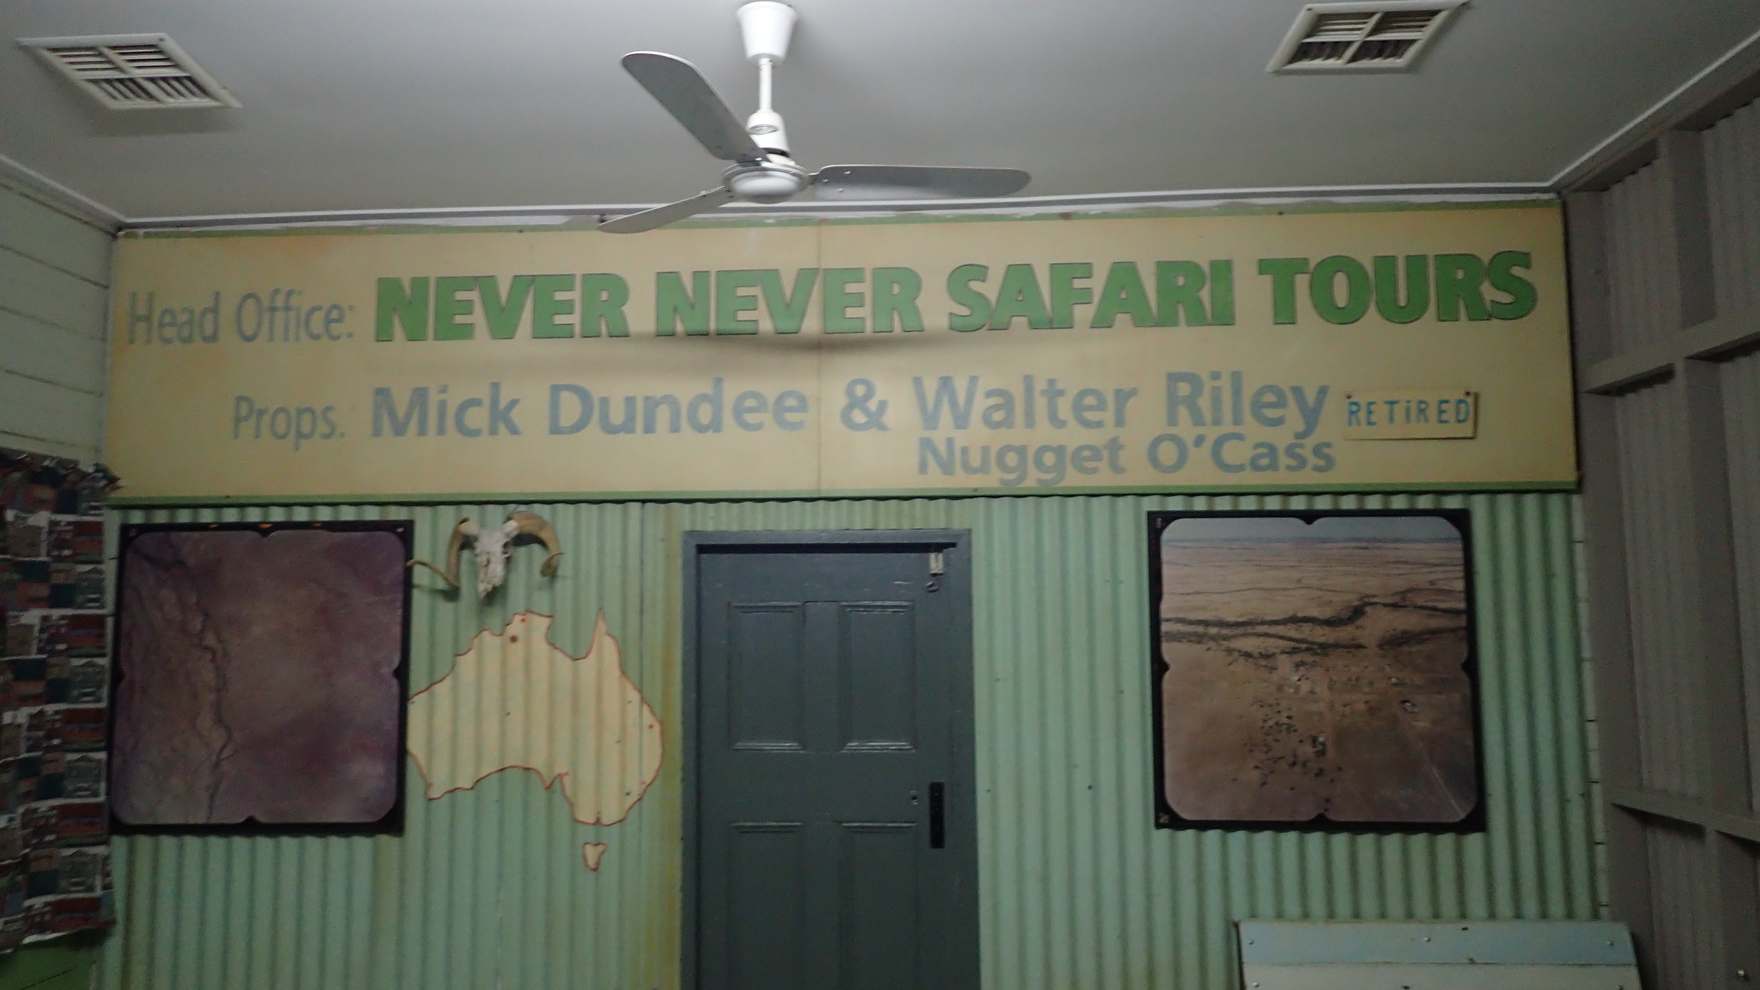 Head Office: NEVER NEVER SAFARI TOURS
Props. Mick Dundee & Walter Riley RETiRED
Nugget O'Cass